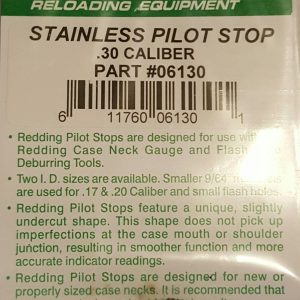 RELOADING EQUIPMENT
STAINLESS PILOT STOP
.30 CALIBER
PART #06130
6 11760 06130 1
• Redding Pilot Stops are designed for use with
Redding Case Neck Gauge and Flash
Deburring Tools.
• Two I.D. sizes are available. Smaller 9/64"
are used for .17 & .20 Caliber and small flash holes.
• Redding Pilot Stops feature a unique, slightly
undercut shape. This shape does not pick up
imperfections at the case mouth or shoulder
junction, resulting in smoother function and more
accurate indicator readings.
• Redding Pilot Stops are designed for new or
properly sized case necks. It is recommended that